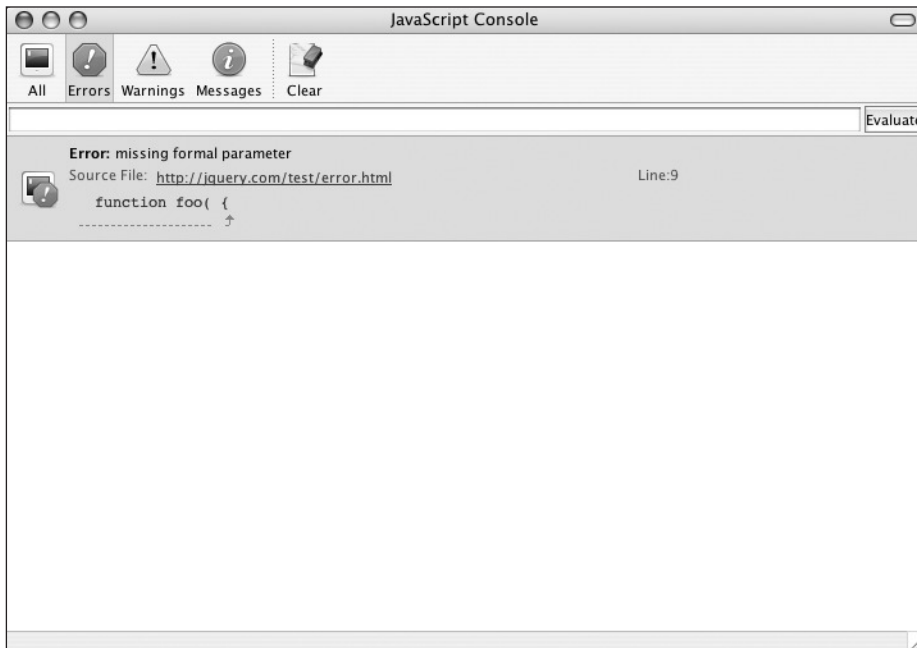 JavaScript Console
All Errors Warnings Messages Clear
Evaluate
Error: missing formal parameter
Source File: http://jquery.com/test/error.html Line:9
function foo( {